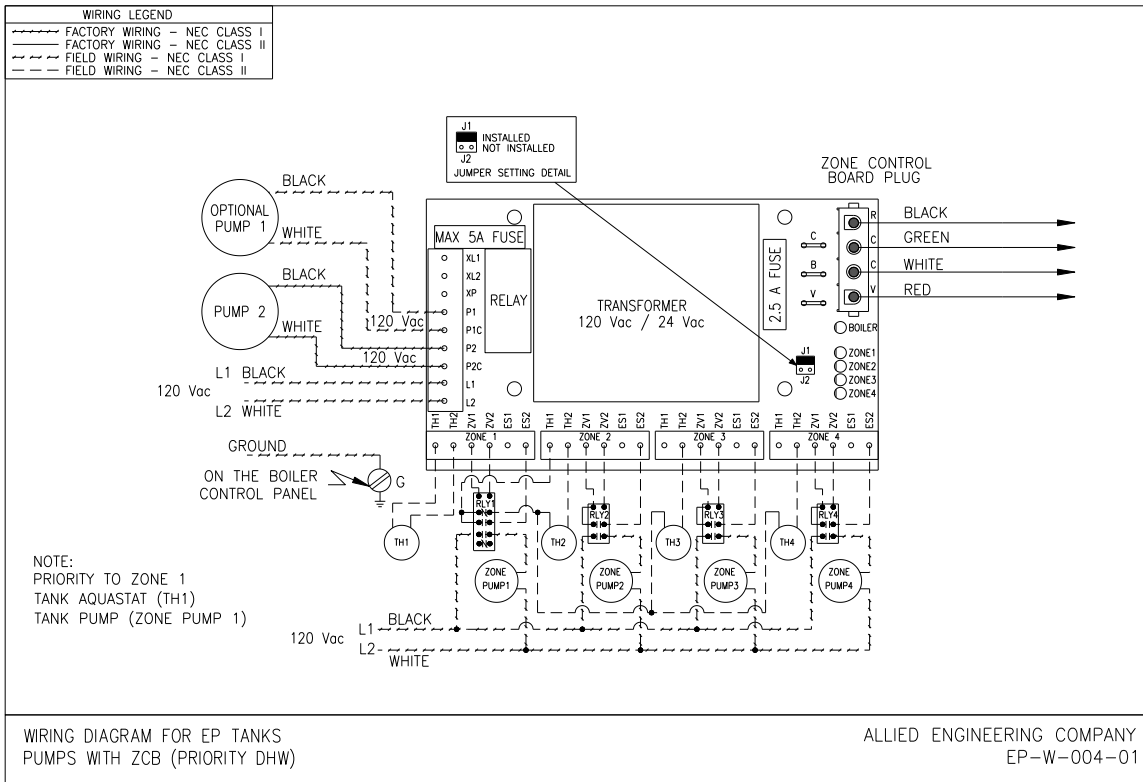 WIRING LEGEND
FACTORY WIRING - NEC CLASS I
FACTORY WIRING - NEC CLASS II
FIELD WIRING - NEC CLASS I
FIELD WIRING - NEC CLASS II
J1
INSTALLED
NOT INSTALLED
J2
JUMPER SETTING DETAIL
ZONE CONTROL
BOARD PLUG
OPTIONAL
PUMP 1
BLACK
WHITE
PUMP 2
BLACK
WHITE
120 Vac
120 Vac
L1 BLACK
120 Vac
L2 WHITE
GROUND
ON THE BOILER
CONTROL PANEL
G
MAX 5A FUSE
XL1
XL2
XP
P1
P1C
P2
P2C
L1
L2
RELAY
TRANSFORMER
120 Vac / 24 Vac
2.5 A FUSE
C
B
V
R
C
C
V
BLACK
GREEN
WHITE
RED
BOILER
ZONE1
ZONE2
ZONE3
ZONE4
J1
J2
TH1 TH2 ZV1 ZV2 ES1 ES2
TH1 TH2 ZV1 ZV2 ES1 ES2
TH1 TH2 ZV1 ZV2 ES1 ES2
TH1 TH2 ZV1 ZV2 ES1 ES2
ZONE 1
ZONE 2
ZONE 3
ZONE 4
RLY1
N
N
RLY2
RLY3
RLY4
TH1
TH2
TH3
TH4
ZONE
PUMP1
ZONE
PUMP2
ZONE
PUMP3
ZONE
PUMP4
NOTE:
PRIORITY TO ZONE 1
TANK AQUASTAT (TH1)
TANK PUMP (ZONE PUMP 1)
120 Vac
L1
BLACK
L2
WHITE
WIRING DIAGRAM FOR EP TANKS
PUMPS WITH ZCB (PRIORITY DHW)
ALLIED ENGINEERING COMPANY
EP-W-004-01